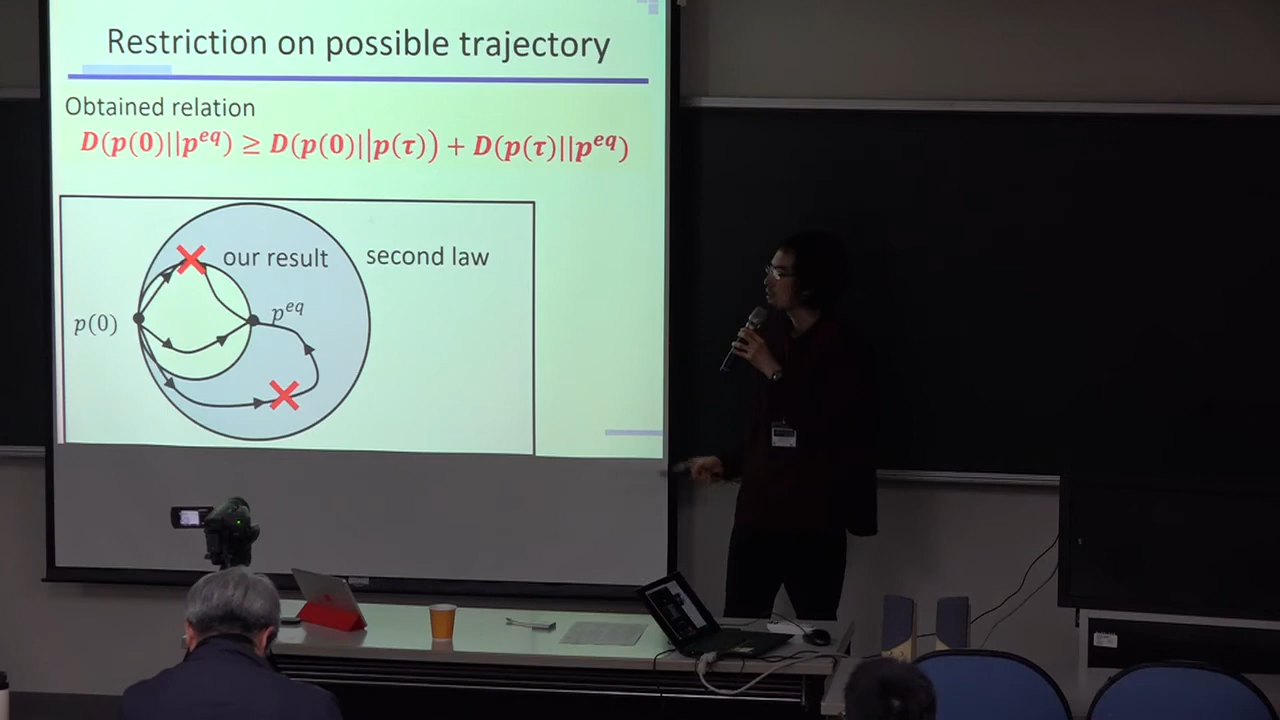 Restriction on possible trajectory
Obtained relation
D(p(0)||p^{eq}) ≥ D(p(0)||p(τ)) + D(p(τ)||p^{eq})
our result
second law
p(0)
p^{eq}